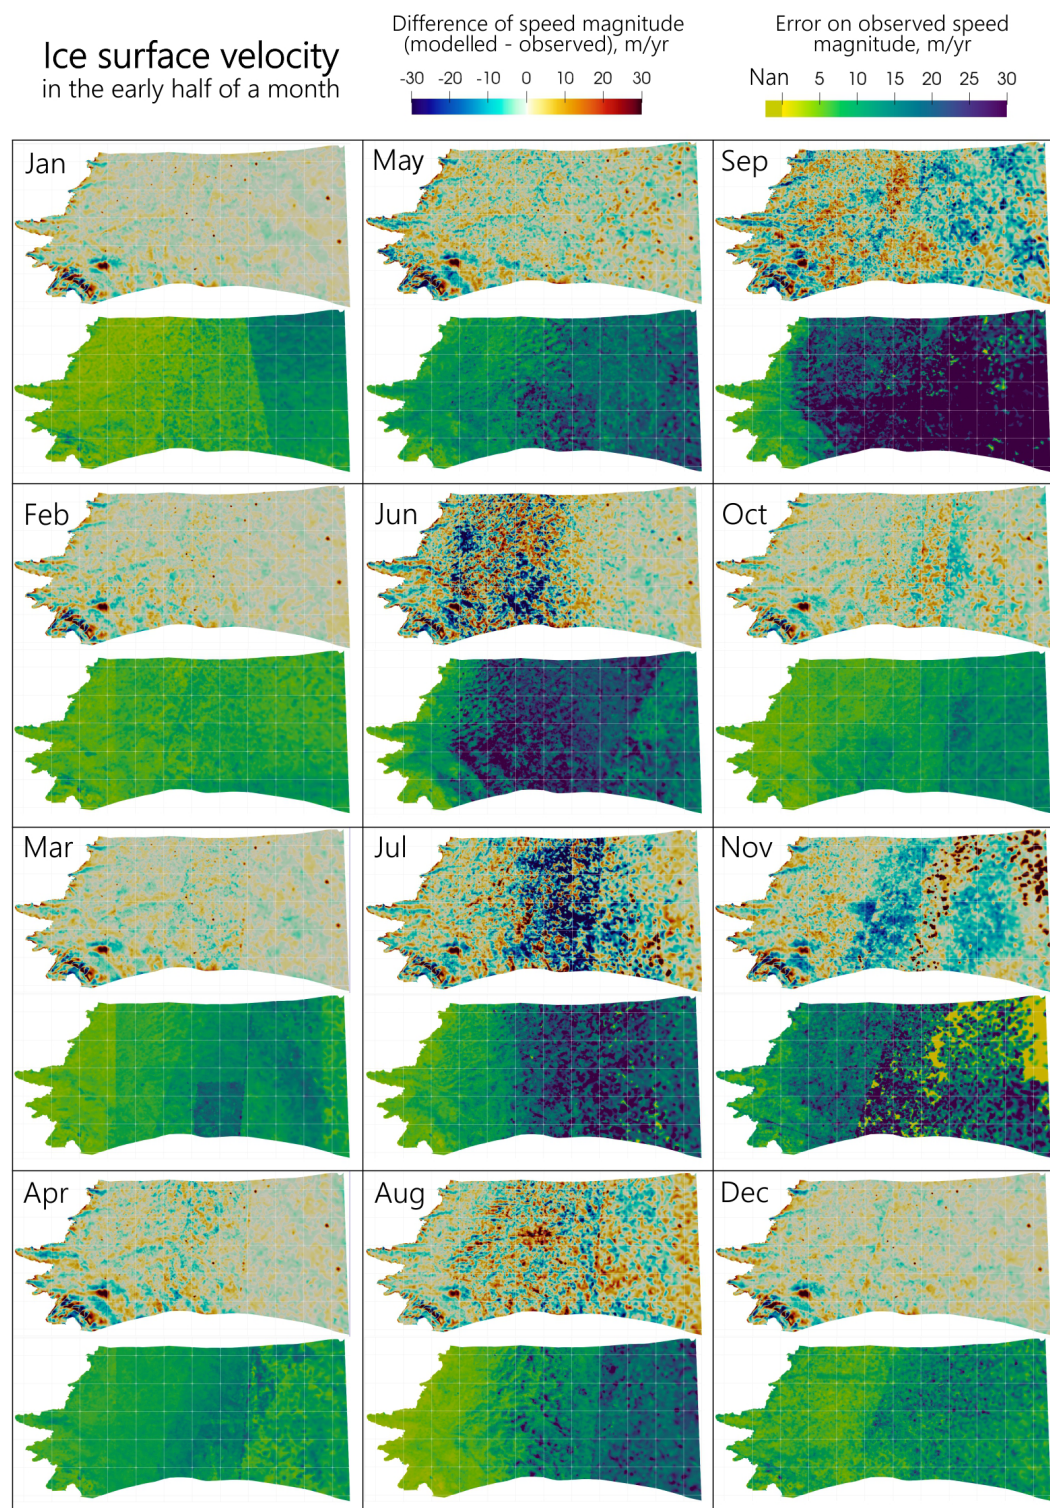 Ice surface velocity
in the early half of a month
Difference of speed magnitude
(modelled - observed), m/yr
-30 -20 -10 0 10 20 30
Error on observed speed
magnitude, m/yr
Nan 5 10 15 20 25 30
Jan
May
Sep
Feb
Jun
Oct
Mar
Jul
Nov
Apr
Aug
Dec